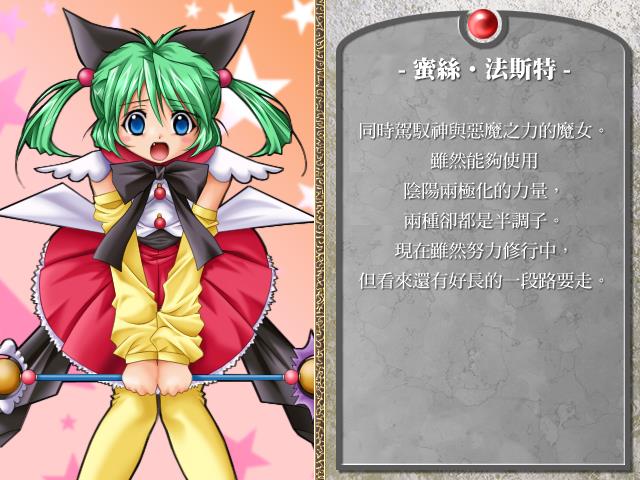 - 蜜絲・法斯特 -
同時駕馭神與惡魔之力的魔女。
雖然能夠使用
陰陽兩極化的力量，
兩種卻都是半調子。
現在雖然努力修行中，
但看來還有好長的一段路要走。